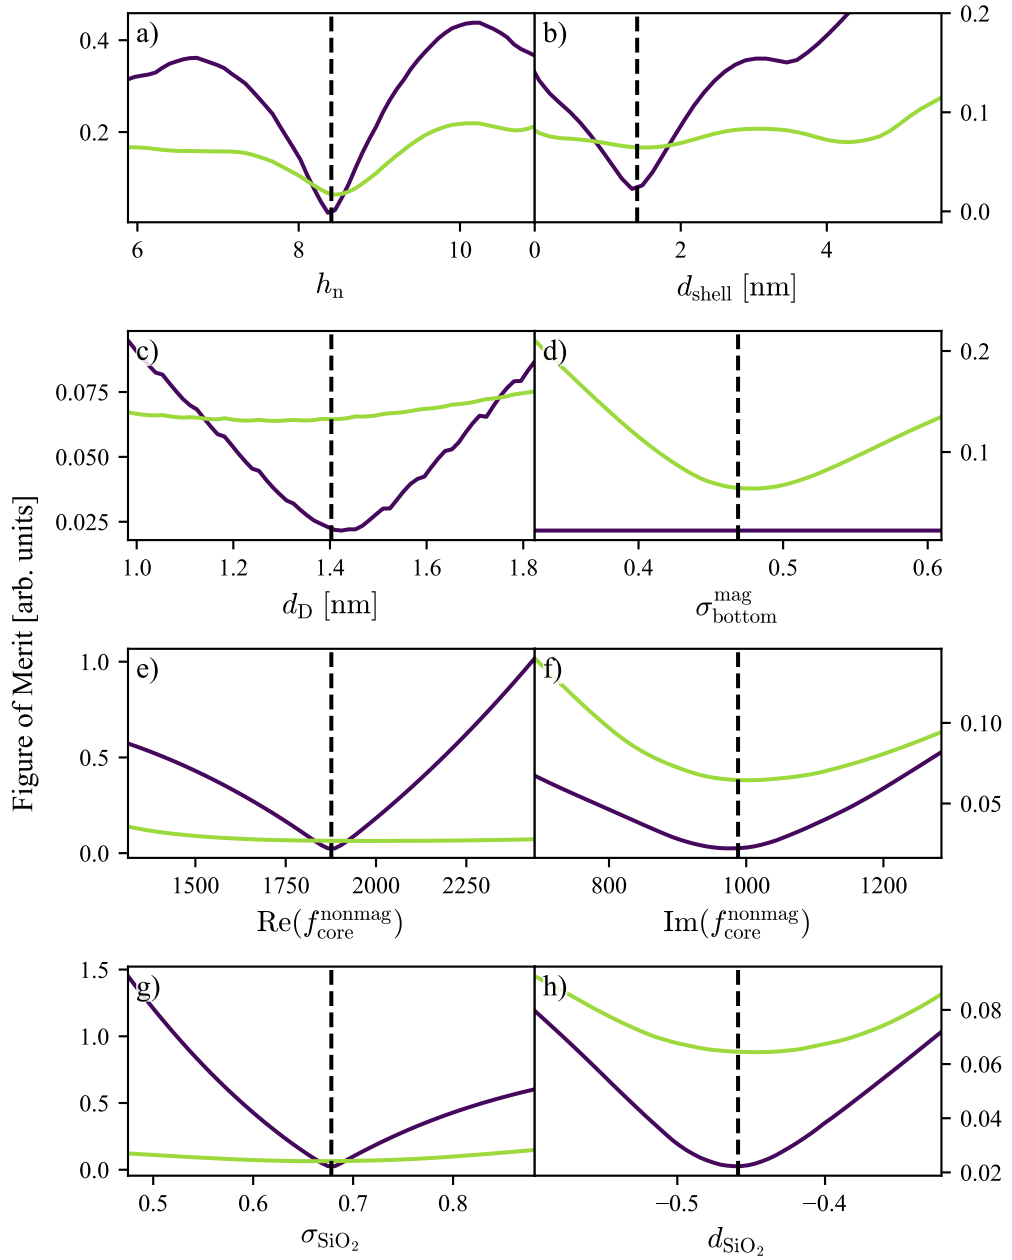 a)
b)
0.4
0.2
0.2
0.1
0.0
6
8
10
0
2
4
h_n
d_shell [nm]
c)
d)
0.075
0.050
0.025
0.2
0.1
1.0
1.2
1.4
1.6
1.8
0.4
0.5
0.6
d_D [nm]
σ^mag_bottom
Figure of Merit [arb. units]
e)
f)
1.0
0.5
0.0
0.10
0.05
1500
1750
2000
2250
800
1000
1200
Re(f^nonmag_core)
Im(f^nonmag_core)
g)
h)
1.5
1.0
0.5
0.0
0.08
0.06
0.04
0.02
0.5
0.6
0.7
0.8
−0.5
−0.4
σ_SiO₂
d_SiO₂